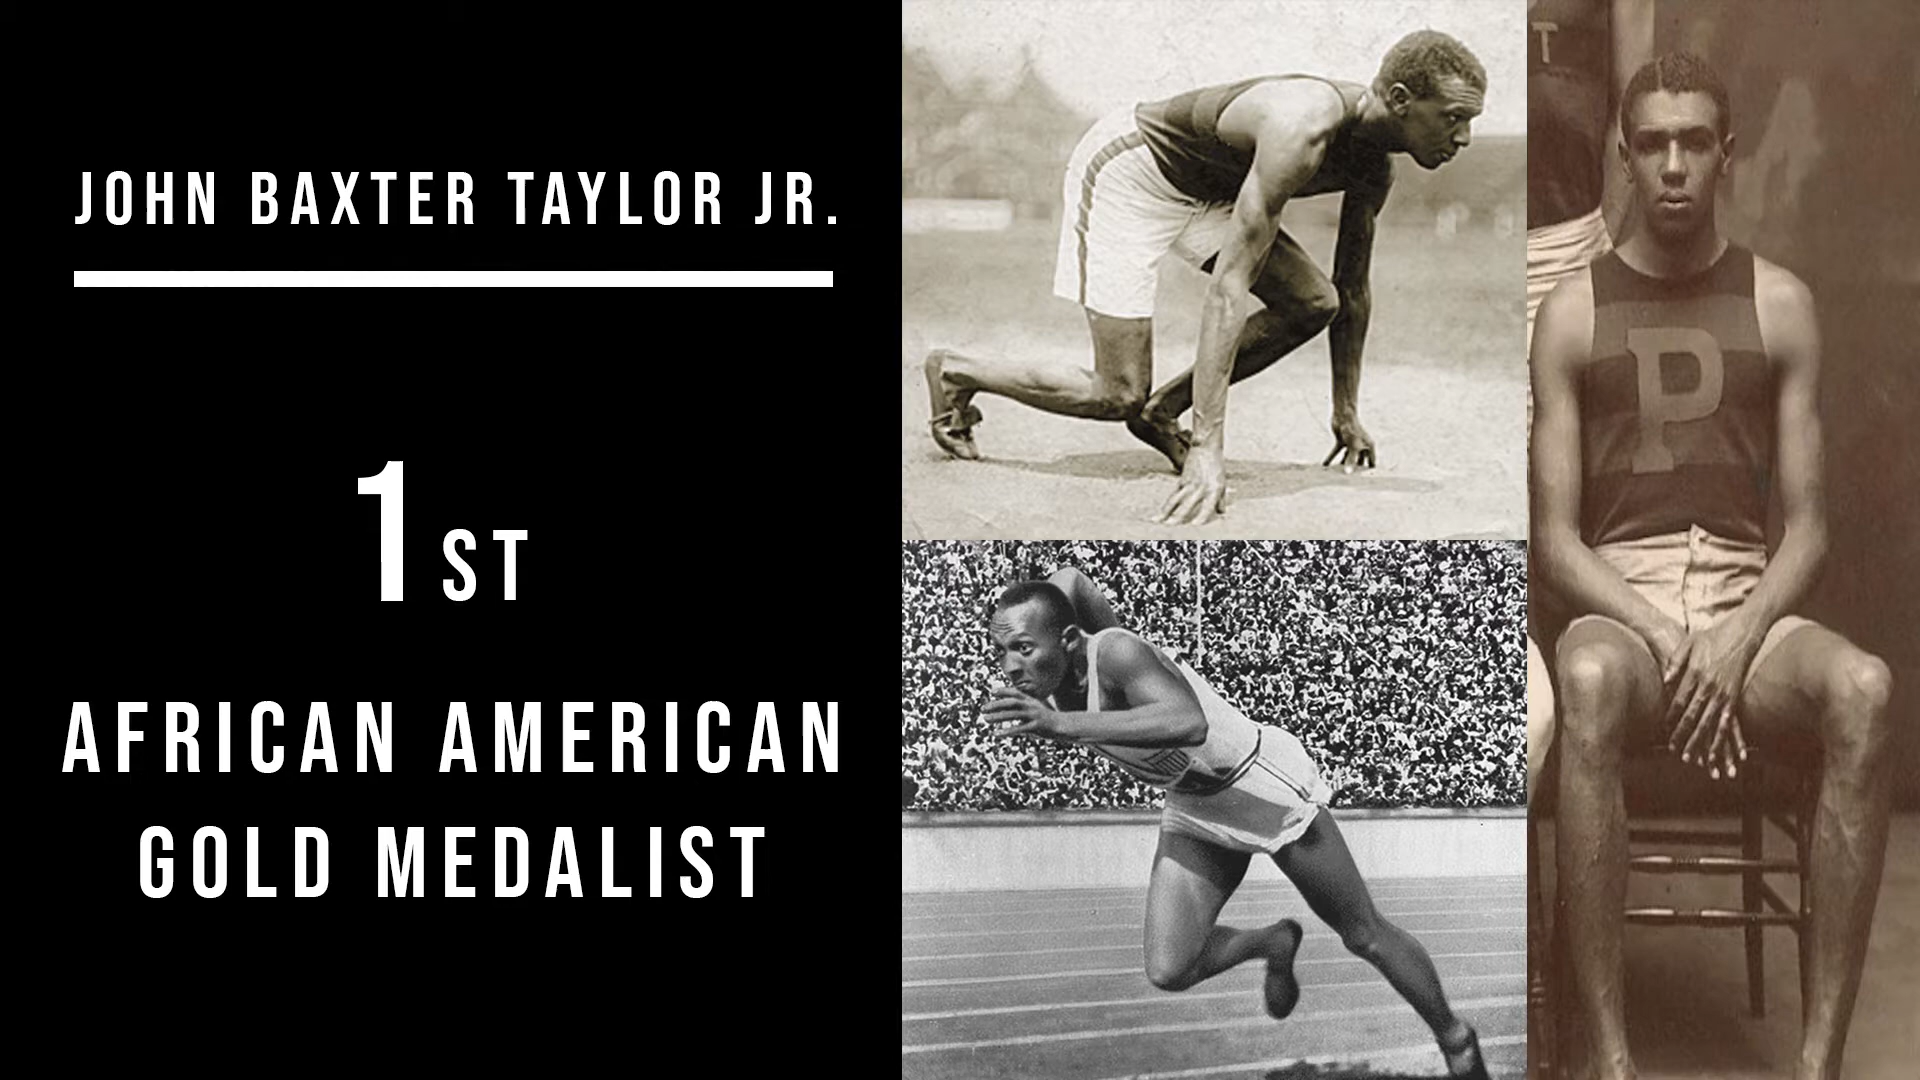 JOHN BAXTER TAYLOR JR.
1ST
AFRICAN AMERICAN
GOLD MEDALIST
T
P